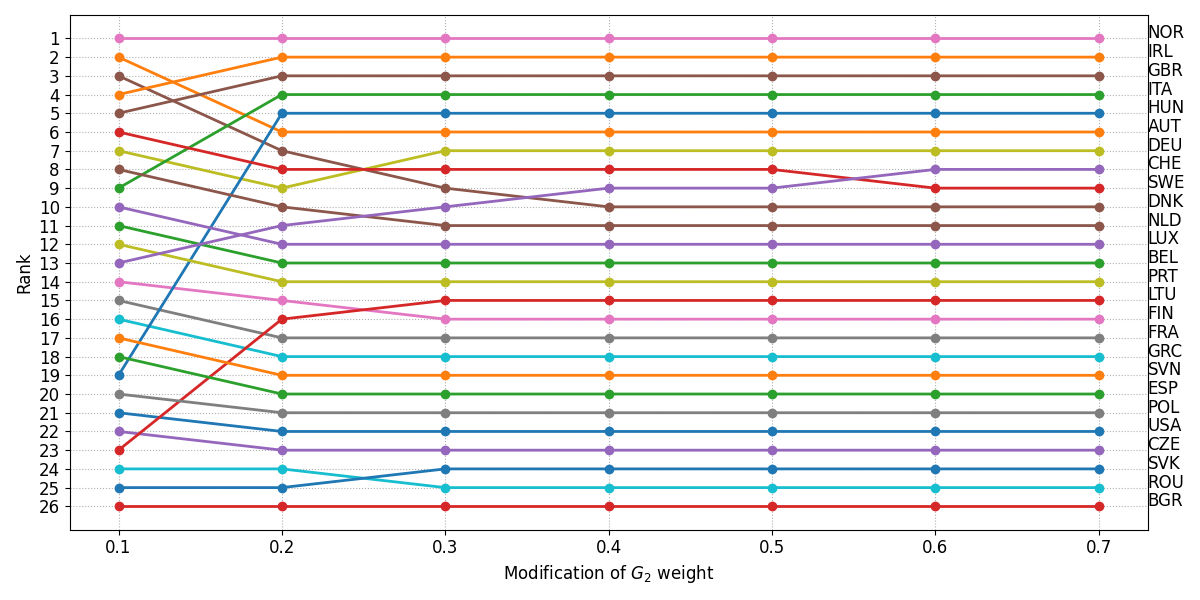 1 NOR
2 IRL
3 GBR
4 ITA
5 HUN
6 AUT
7 DEU
8 CHE
9 SWE
10 DNK
11 NLD
12 LUX
13 BEL
14 PRT
15 LTU
16 FIN
17 FRA
18 GRC
19 SVN
20 ESP
21 POL
22 USA
23 CZE
24 SVK
25 ROU
26 BGR
Rank
0.1 0.2 0.3 0.4 0.5 0.6 0.7
Modification of G₂ weight